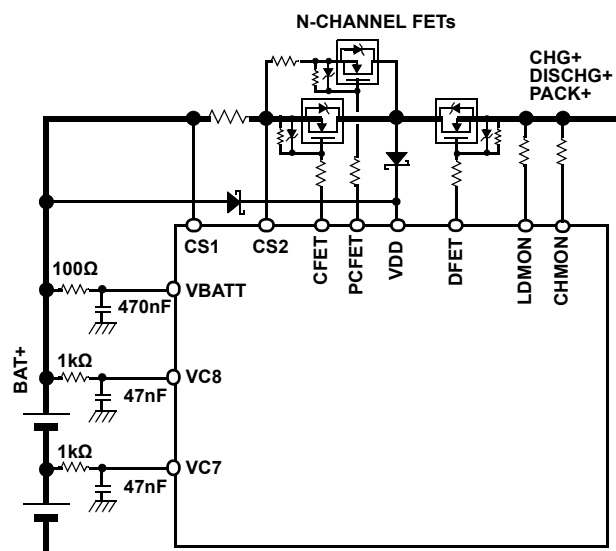 N-CHANNEL FETs
CHG+
DISCHG+
PACK+
CS1
CS2
CFET
PCFET
VDD
DFET
LDMON
CHMON
100Ω
470nF
VBATT
BAT+
1kΩ
47nF
VC8
1kΩ
47nF
VC7